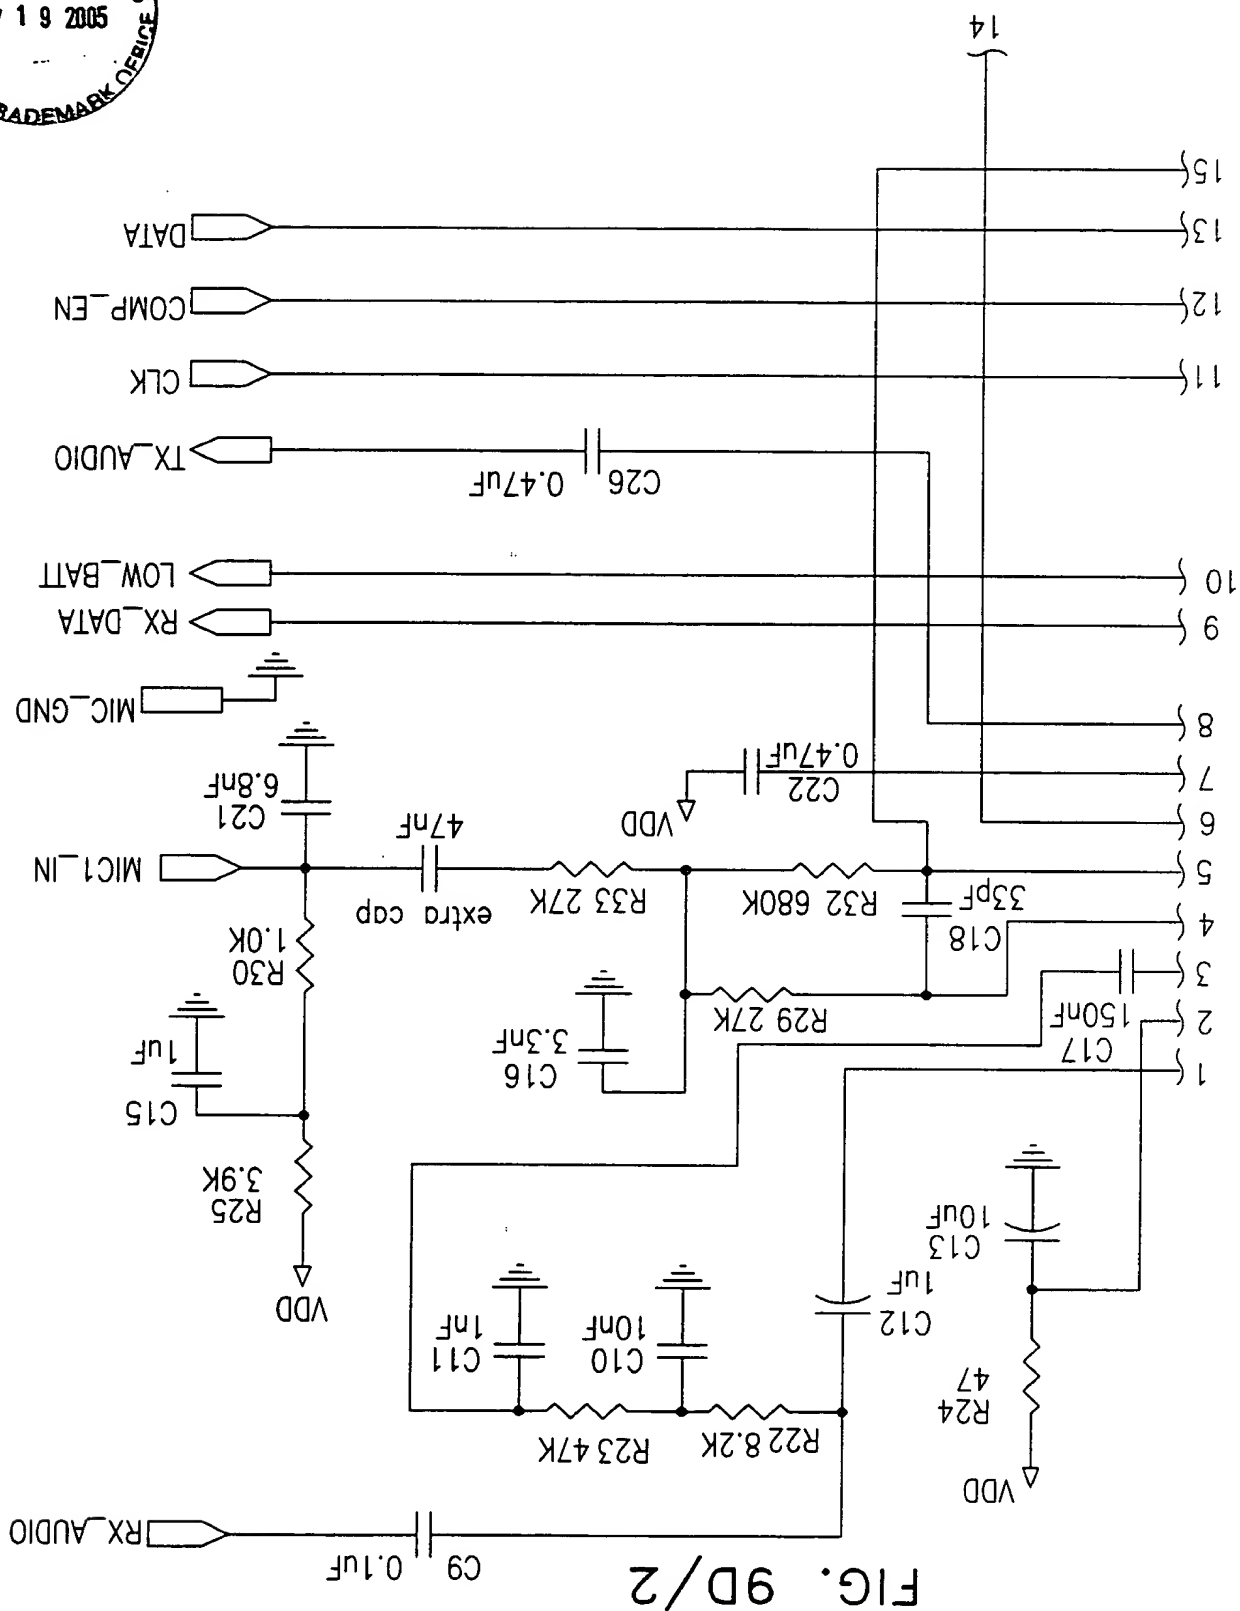 FIG. 9D/2
RX_AUDIO
C9 0.1uF
VDD
R24
47
R22 8.2K
R23 47K
C12
1uF
C10
10nF
C11
1nF
C13
10uF
VDD
R25
3.9K
C15
1uF
1
2
3
4
5
6
7
8
9
10
11
12
13
15
14
C17
150nF
C16
3.3nF
R29 27K
R30
1.0K
C18
33pF
R32 680K
R33 27K
extra cap
47nF
MIC1_IN
C21
6.8nF
VDD
C22
0.47uF
MIC_GND
RX_DATA
LOW_BATT
C26
0.47uF
TX_AUDIO
CLK
COMP_EN
DATA
1 9 2005
RADEMARK OFFICE